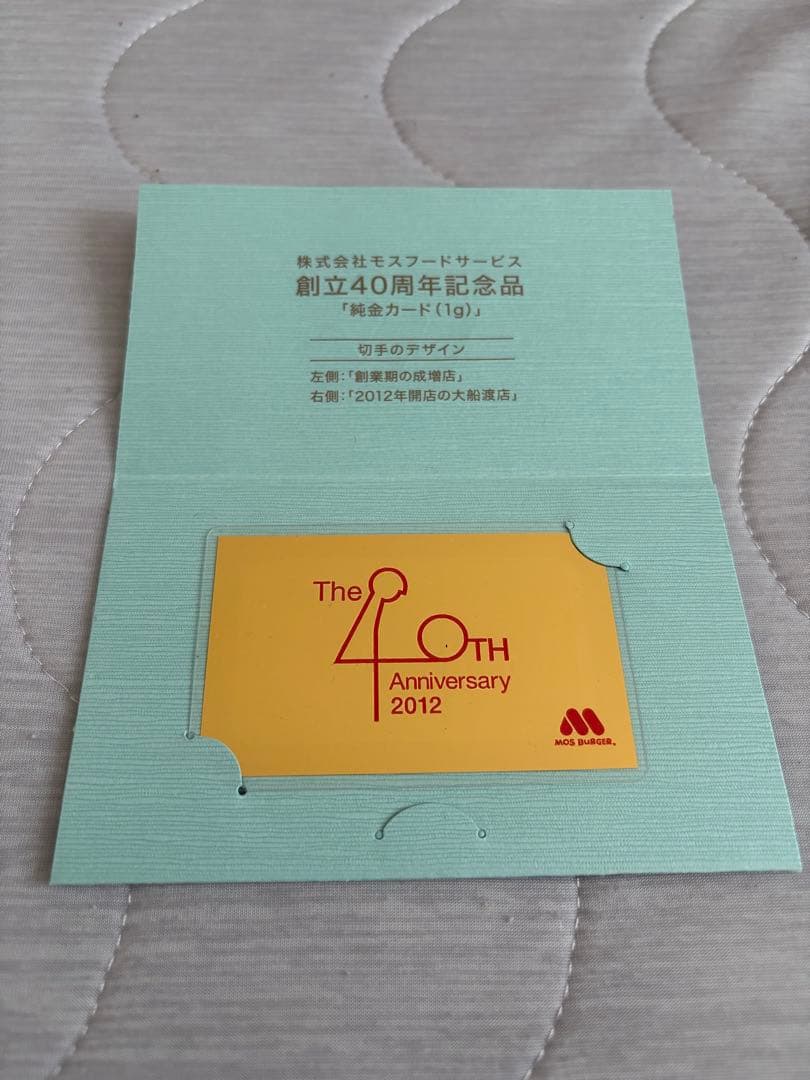 株式会社モスフードサービス
創立40周年記念品
「純金カード(1g)」
切手のデザイン
左側:「創業期の成増店」
右側:「2012年開店の大船渡店」
The
40TH
Anniversary
2012
MOS BURGER